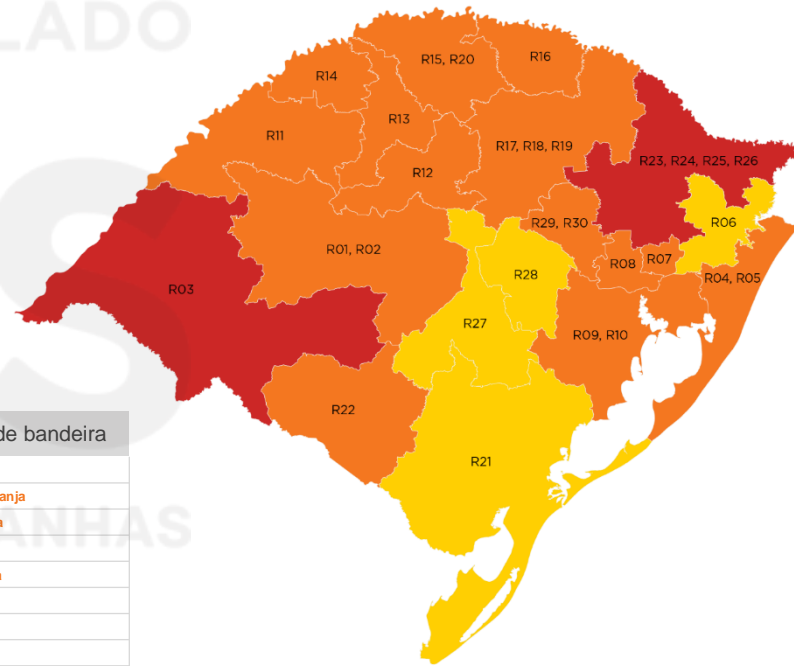 LADO
R15, R20
R16
R14
R13
R11
R17, R18, R19
R23, R24, R25, R26
R12
R06
R29, R30
R01, R02
R08
R07
R28
R04, R05
R03
R27
R09, R10
R22
de bandeira
R21
anja
a
ANHAS
a